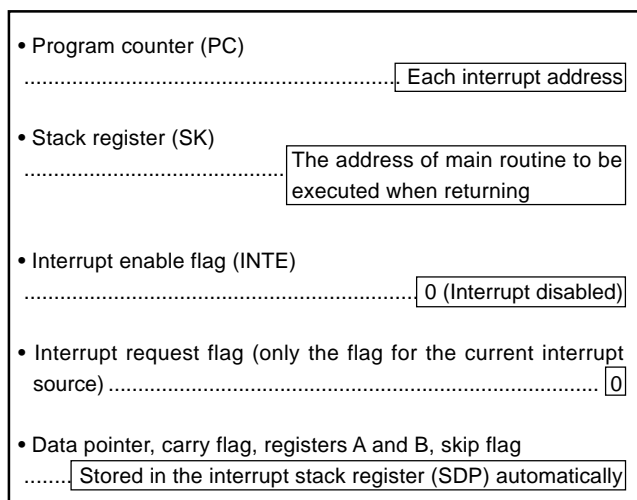 • Program counter (PC)
............................................................. Each interrupt address
• Stack register (SK)
........................................... The address of main routine to be
executed when returning
• Interrupt enable flag (INTE)
................................................................ 0 (Interrupt disabled)
• Interrupt request flag (only the flag for the current interrupt
source) .................................................................................... 0
• Data pointer, carry flag, registers A and B, skip flag
........ Stored in the interrupt stack register (SDP) automatically